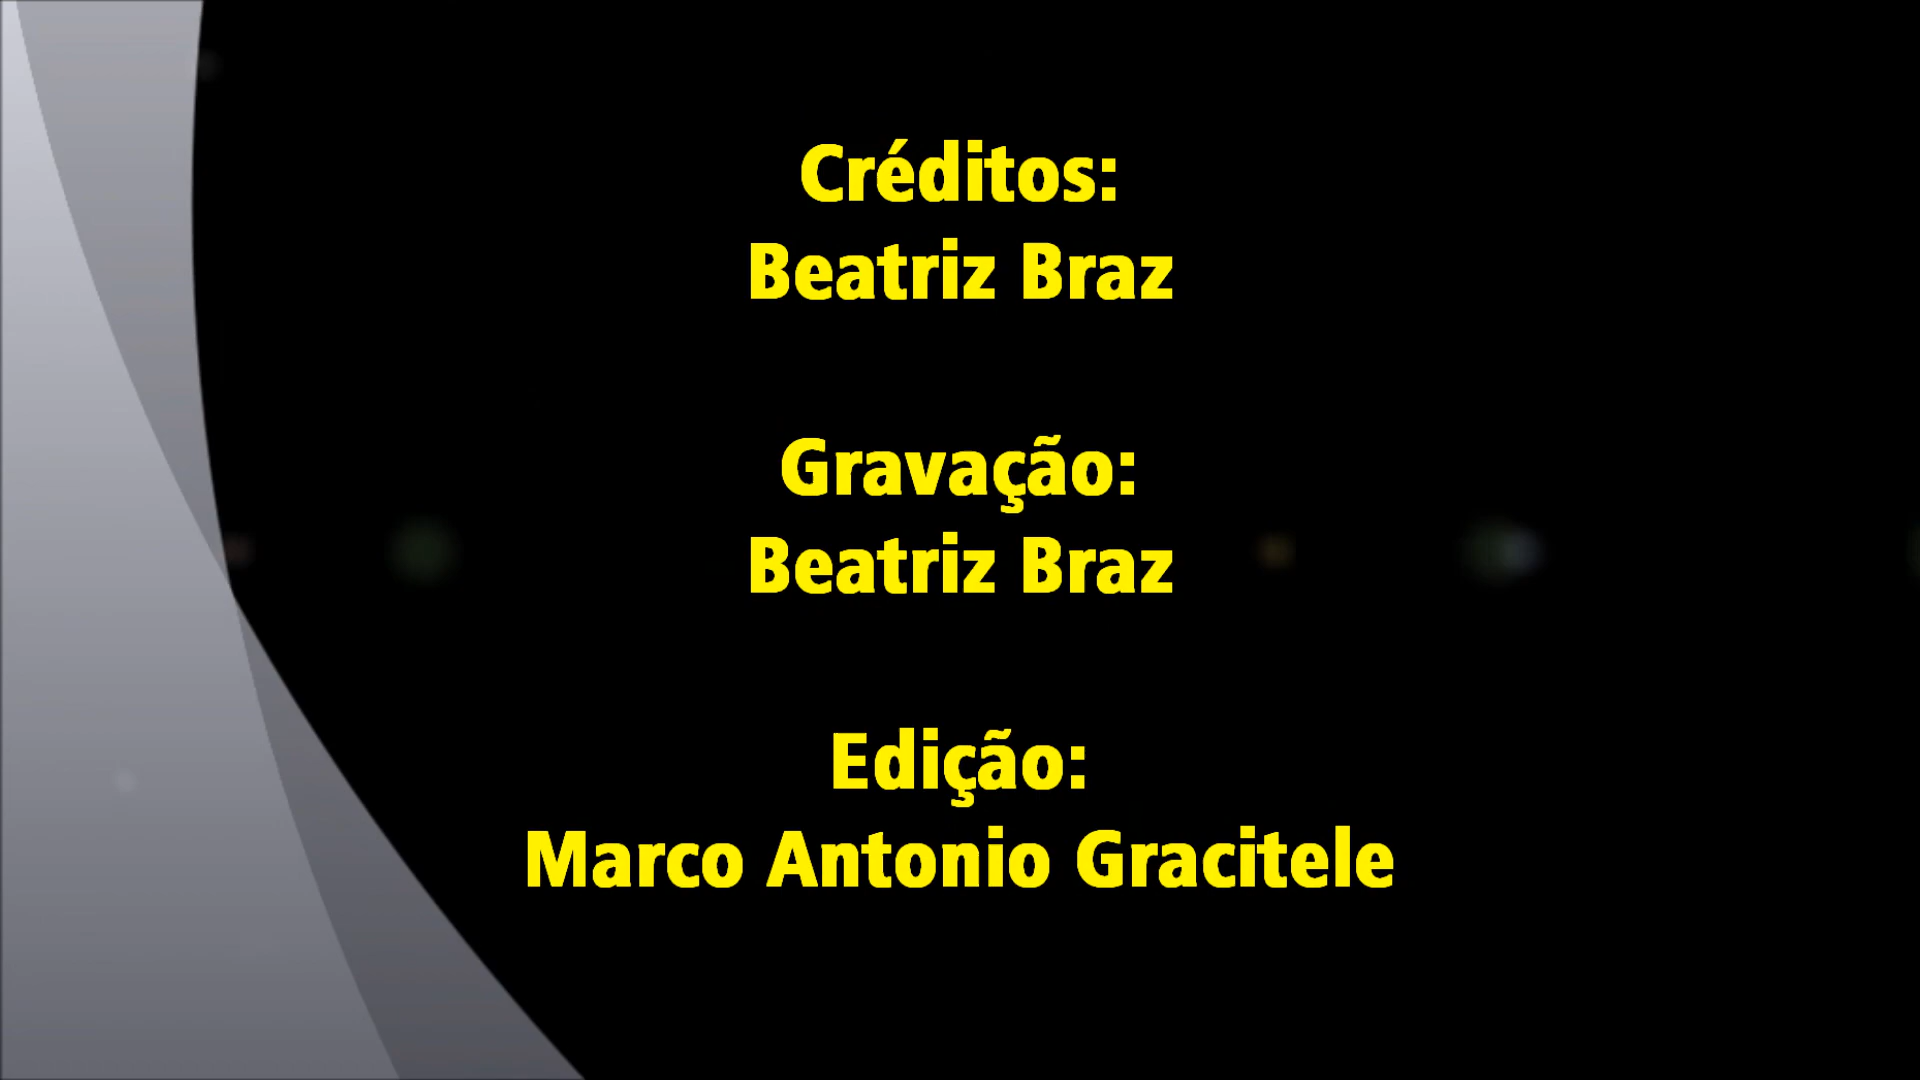 Créditos:
Beatriz Braz
Gravação:
Beatriz Braz
Edição:
Marco Antonio Gracitele